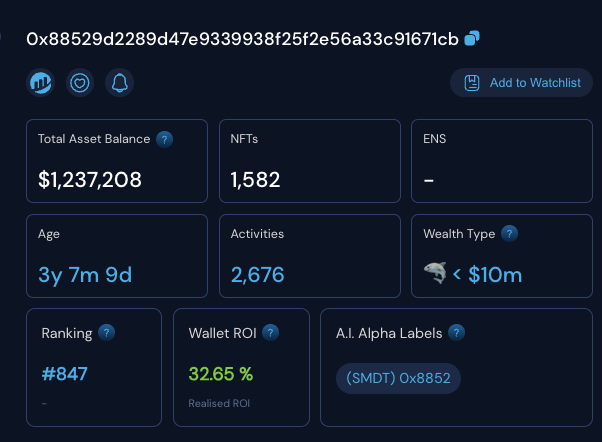 0x88529d2289d47e9339938f25f2e56a33c91671cb
Add to Watchlist
Total Asset Balance ?
$1,237,208
NFTs
1,582
ENS
-
Age
3y 7m 9d
Activities
2,676
Wealth Type ?
< $10m
Ranking ?
#847
-
Wallet ROI ?
32.65 %
Realised ROI
A.I. Alpha Labels ?
(SMDT) 0x8852